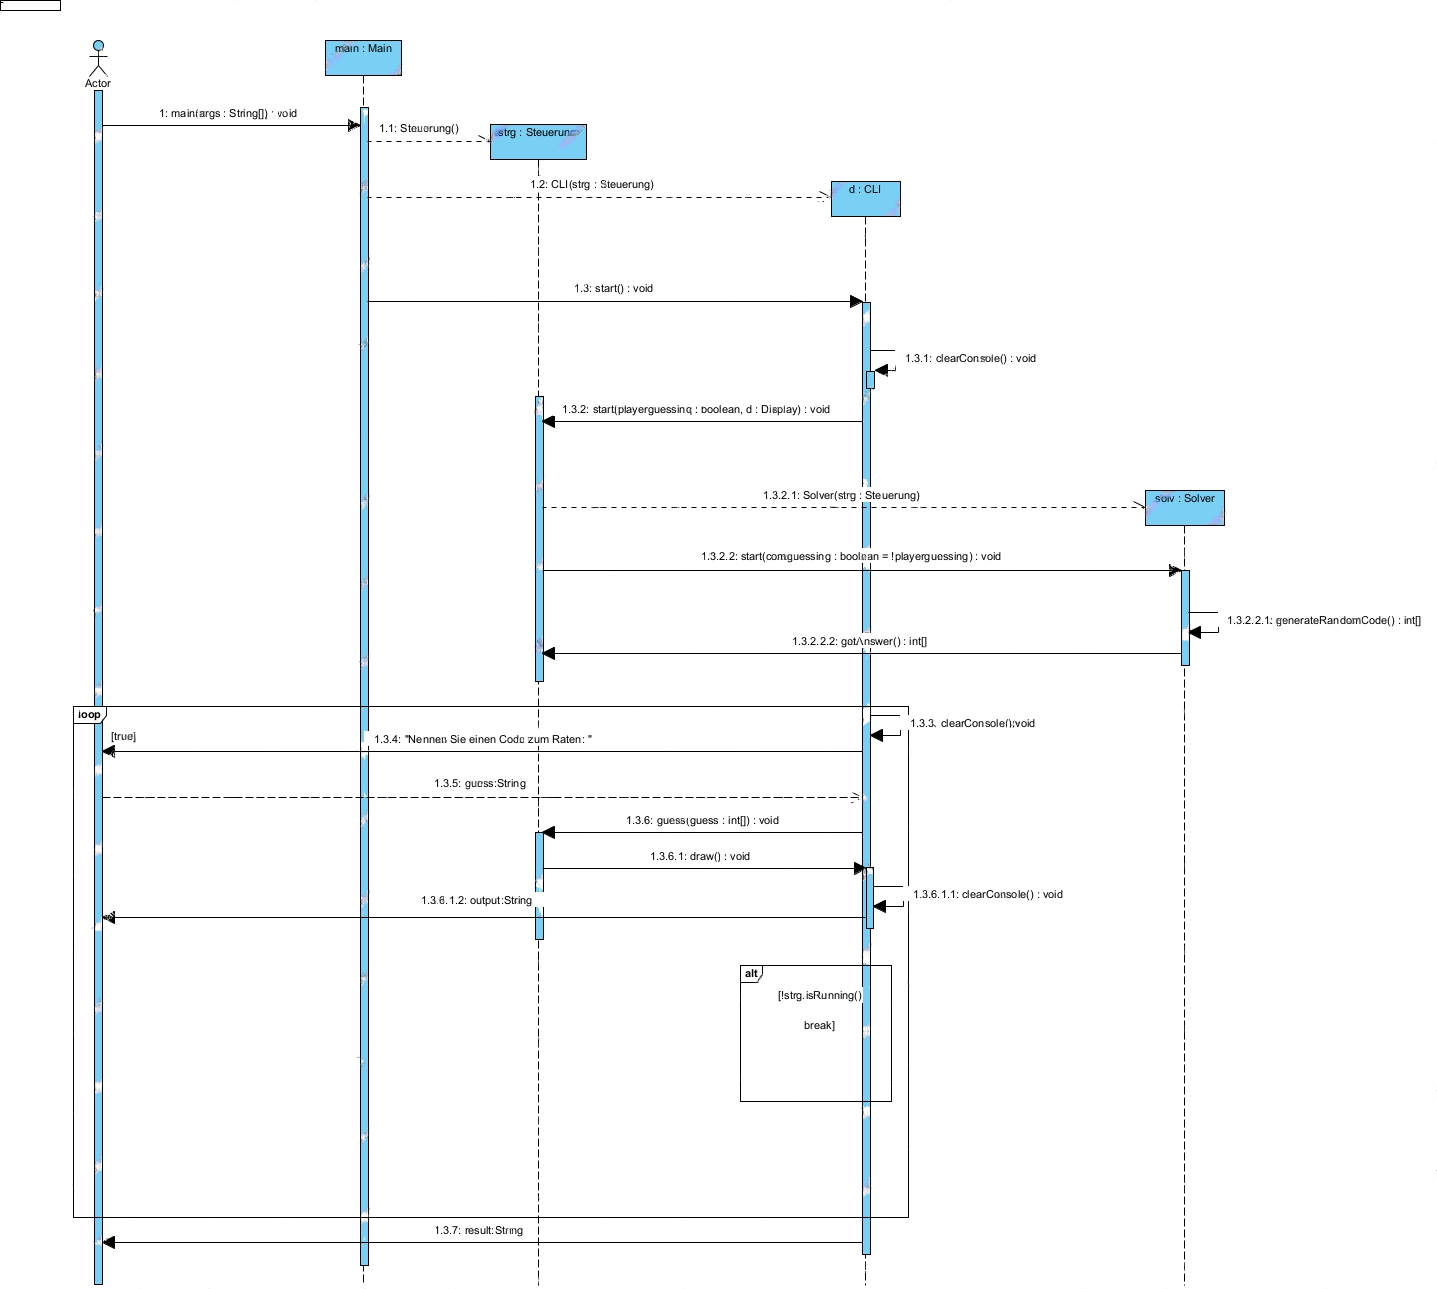 main : Main
Actor
1: main(args : String[]) : void
1.1: Steuerung()
strg : Steuerung
1.2: CLI(strg : Steuerung)
d : CLI
1.3: start() : void
1.3.1: clearConsole() : void
1.3.2: start(playerguessing : boolean, d : Display) : void
1.3.2.1: Solver(strg : Steuerung)
solv : Solver
1.3.2.2: start(comguessing : boolean = !playerguessing) : void
1.3.2.2.1: generateRandomCode() : int[]
1.3.2.2.2: gotAnswer() : int[]
loop
1.3.3. clearConsole():void
[true]
1.3.4: "Nennen Sie einen Code zum Raten: "
1.3.5: guess:String
1.3.6: guess(guess : int[]) : void
1.3.6.1: draw() : void
1.3.6.1.1: clearConsole() : void
1.3.6.1.2: output:String
alt
[!strg.isRunning()
break]
1.3.7: result:String